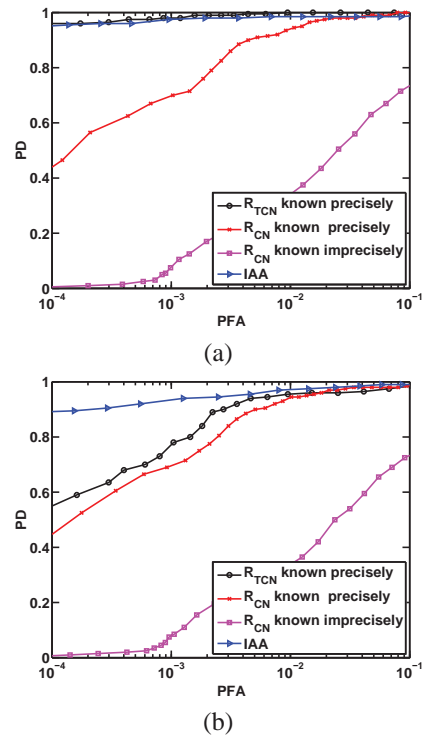 1
0.8
0.6
PD
0.4
0.2
0
R_TCN known precisely
R_CN known precisely
R_CN known imprecisely
IAA
10^-4
10^-3
10^-2
10^-1
PFA
(a)
1
0.8
0.6
PD
0.4
0.2
0
R_TCN known precisely
R_CN known precisely
R_CN known imprecisely
IAA
10^-4
10^-3
10^-2
10^-1
PFA
(b)